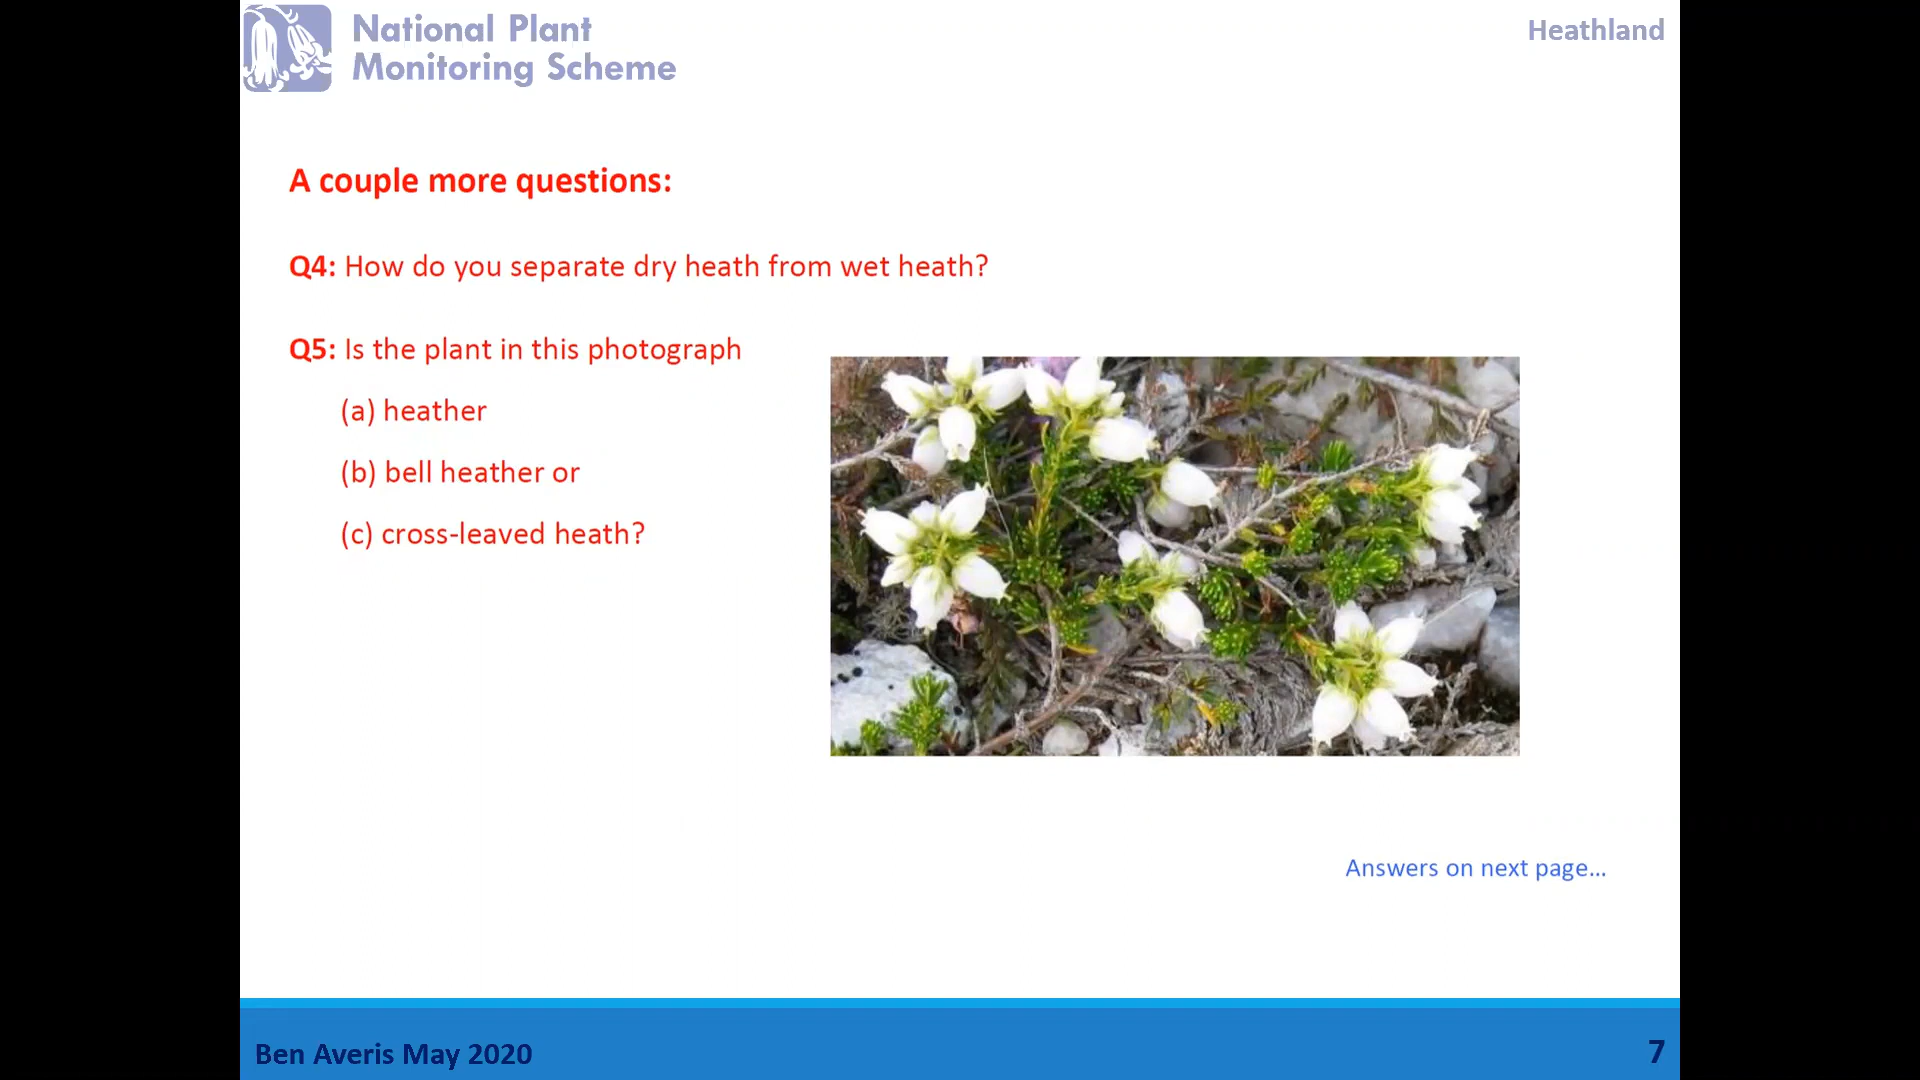 National Plant
Monitoring Scheme
Heathland
A couple more questions:
Q4: How do you separate dry heath from wet heath?
Q5: Is the plant in this photograph
(a) heather
(b) bell heather or
(c) cross-leaved heath?
Answers on next page...
Ben Averis May 2020
7